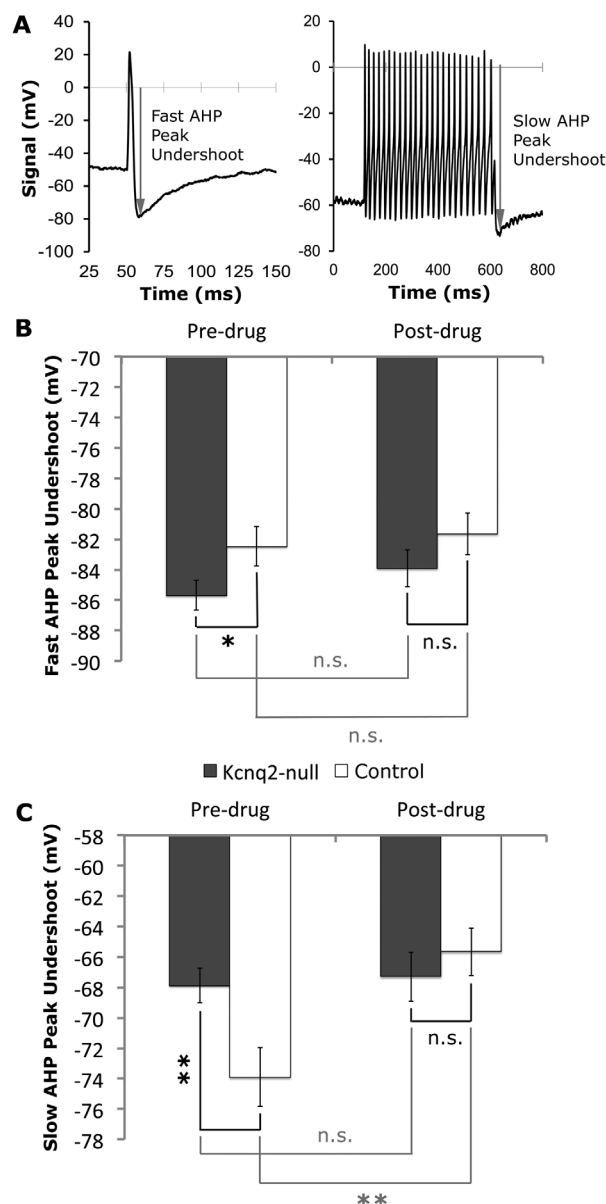 A
40
20
0
-20
-40
-60
-80
-100
Signal (mV)
Fast AHP
Peak
Undershoot
25 50 75 100 125 150
Time (ms)
20
0
-20
-40
-60
-80
Slow AHP
Peak
Undershoot
0 200 400 600 800
Time (ms)
B
Pre-drug Post-drug
Fast AHP Peak Undershoot (mV)
-70
-72
-74
-76
-78
-80
-82
-84
-86
-88
-90
*
n.s.
n.s.
n.s.
Kcnq2-null Control
C
Pre-drug Post-drug
Slow AHP Peak Undershoot (mV)
-58
-60
-62
-64
-66
-68
-70
-72
-74
-76
-78
**
n.s.
n.s.
**